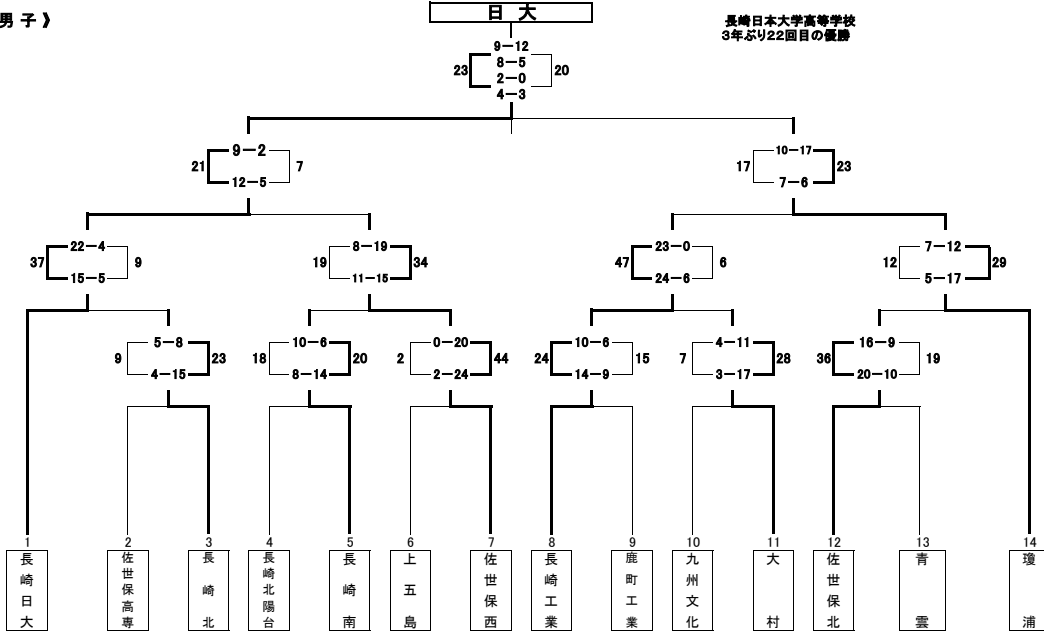 男 子 》
日 大
長崎日本大学高等学校
3年ぶり22回目の優勝
9－12
8－5
23 20
2－0
4－3
9－2 10－17
21 7 17 23
12－5 7－6
22－4 8－19 23－0 7－12
37 9 19 34 47 6 12 29
15－5 11－15 24－6 5－17
5－8 10－6 0－20 10－6 4－11 16－9
9 23 18 20 2 44 24 15 7 28 36 19
4－15 8－14 2－24 14－9 3－17 20－10
1 2 3 4 5 6 7 8 9 10 11 12 13 14
長崎日大
佐世保高専
長崎北
長崎北陽台
長崎南
上五島
佐世保西
長崎工業
鹿町工業
九州文化
大村
佐世保北
青雲
瓊浦